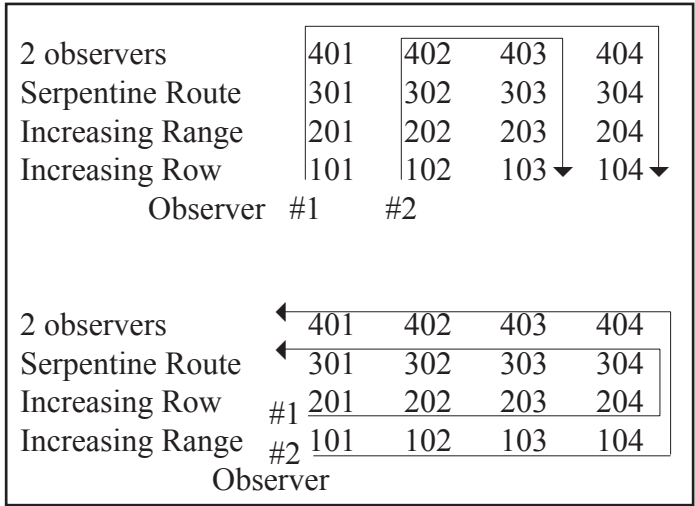 2 observers 401 402 403 404
Serpentine Route 301 302 303 304
Increasing Range 201 202 203 204
Increasing Row 101 102 103 104
Observer #1 #2
2 observers 401 402 403 404
Serpentine Route 301 302 303 304
Increasing Row #1 201 202 203 204
Increasing Range #2 101 102 103 104
Observer